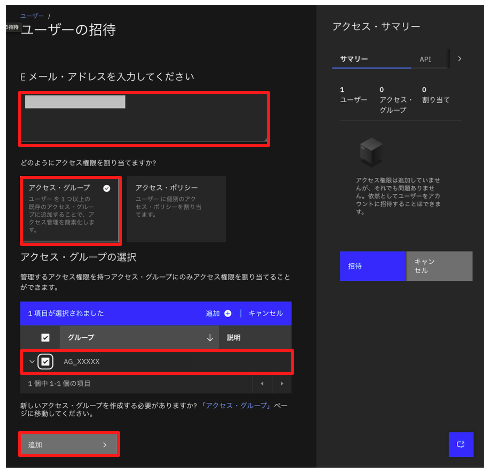 ユーザー /
ユーザーの招待
E メール・アドレスを入力してください
どのようにアクセス権限を割り当てますか?
アクセス・グループ
ユーザーを 1 つ以上の
既存のアクセス・グルー
プに追加することで、ア
クセス管理を簡素化しま
す。
アクセス・ポリシー
ユーザーに個別のアクセ
ス・ポリシーを割り当
てます。
アクセス・グループの選択
管理するアクセス権限を持つアクセス・グループにのみアクセス権限を割り当てること
ができます。
1 項目が選択されました
追加
キャンセル
グループ
説明
AG_XXXXX
1 個中 1-1 個の項目
新しいアクセス・グループを作成する必要がありますか? 「アクセス・グループ」ペー
ジに移動してください。
追加
アクセス・サマリー
サマリー
API
1
ユーザー
0
アクセス・
グループ
0
割り当て
アクセス権限は追加していませ
んが、それでも問題ありませ
ん。依然としてユーザーをアカ
ウントに招待することはできま
す。
招待
キャン
セル